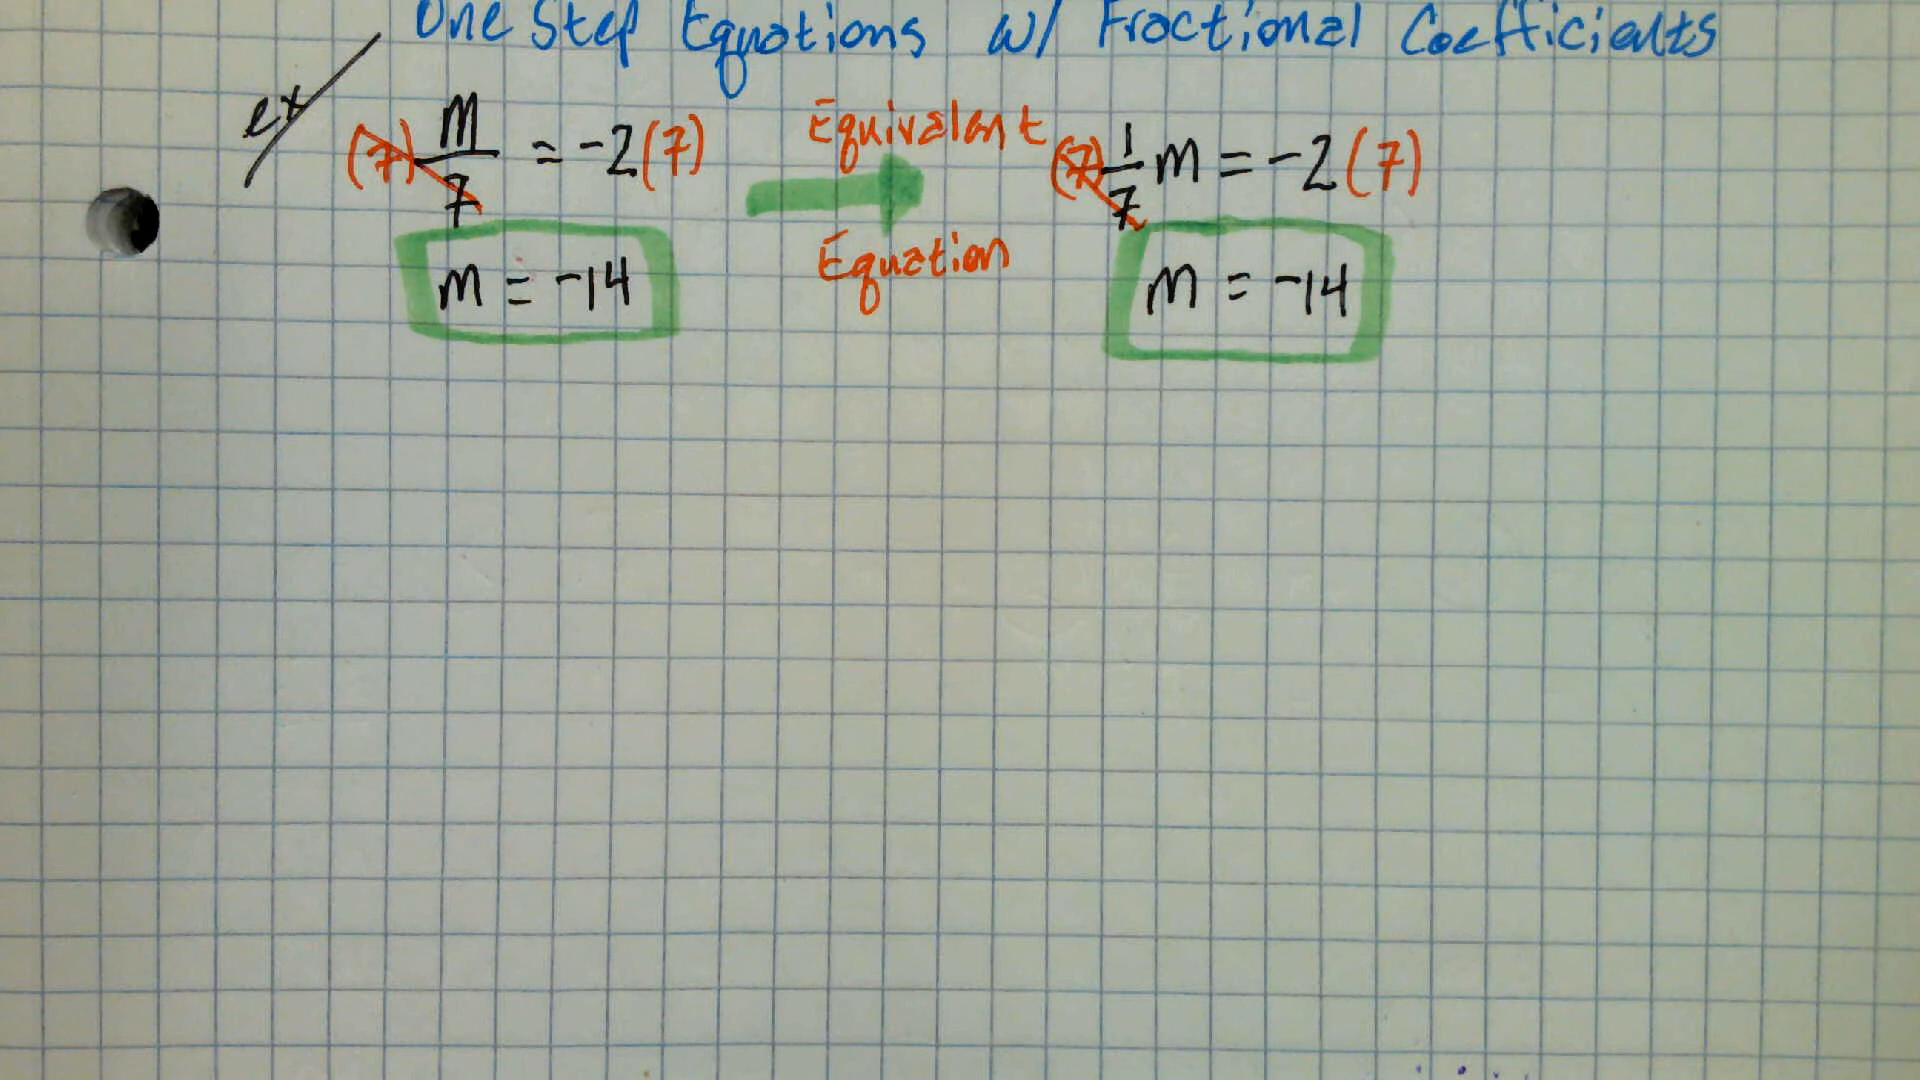 One Step Equations w/ Fractional Coefficients
ex
(7) m/7 = -2(7) Equivalent (7) 1/7 m = -2(7)
Equation
m = -14 m = -14